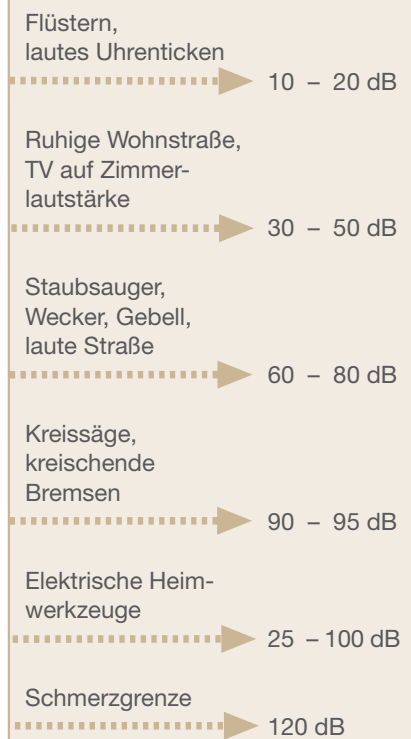 Flüstern,
lautes Uhrenticken
10 – 20 dB
Ruhige Wohnstraße,
TV auf Zimmer-
lautstärke
30 – 50 dB
Staubsauger,
Wecker, Gebell,
laute Straße
60 – 80 dB
Kreissäge,
kreischende
Bremsen
90 – 95 dB
Elektrische Heim-
werkzeuge
25 – 100 dB
Schmerzgrenze
120 dB